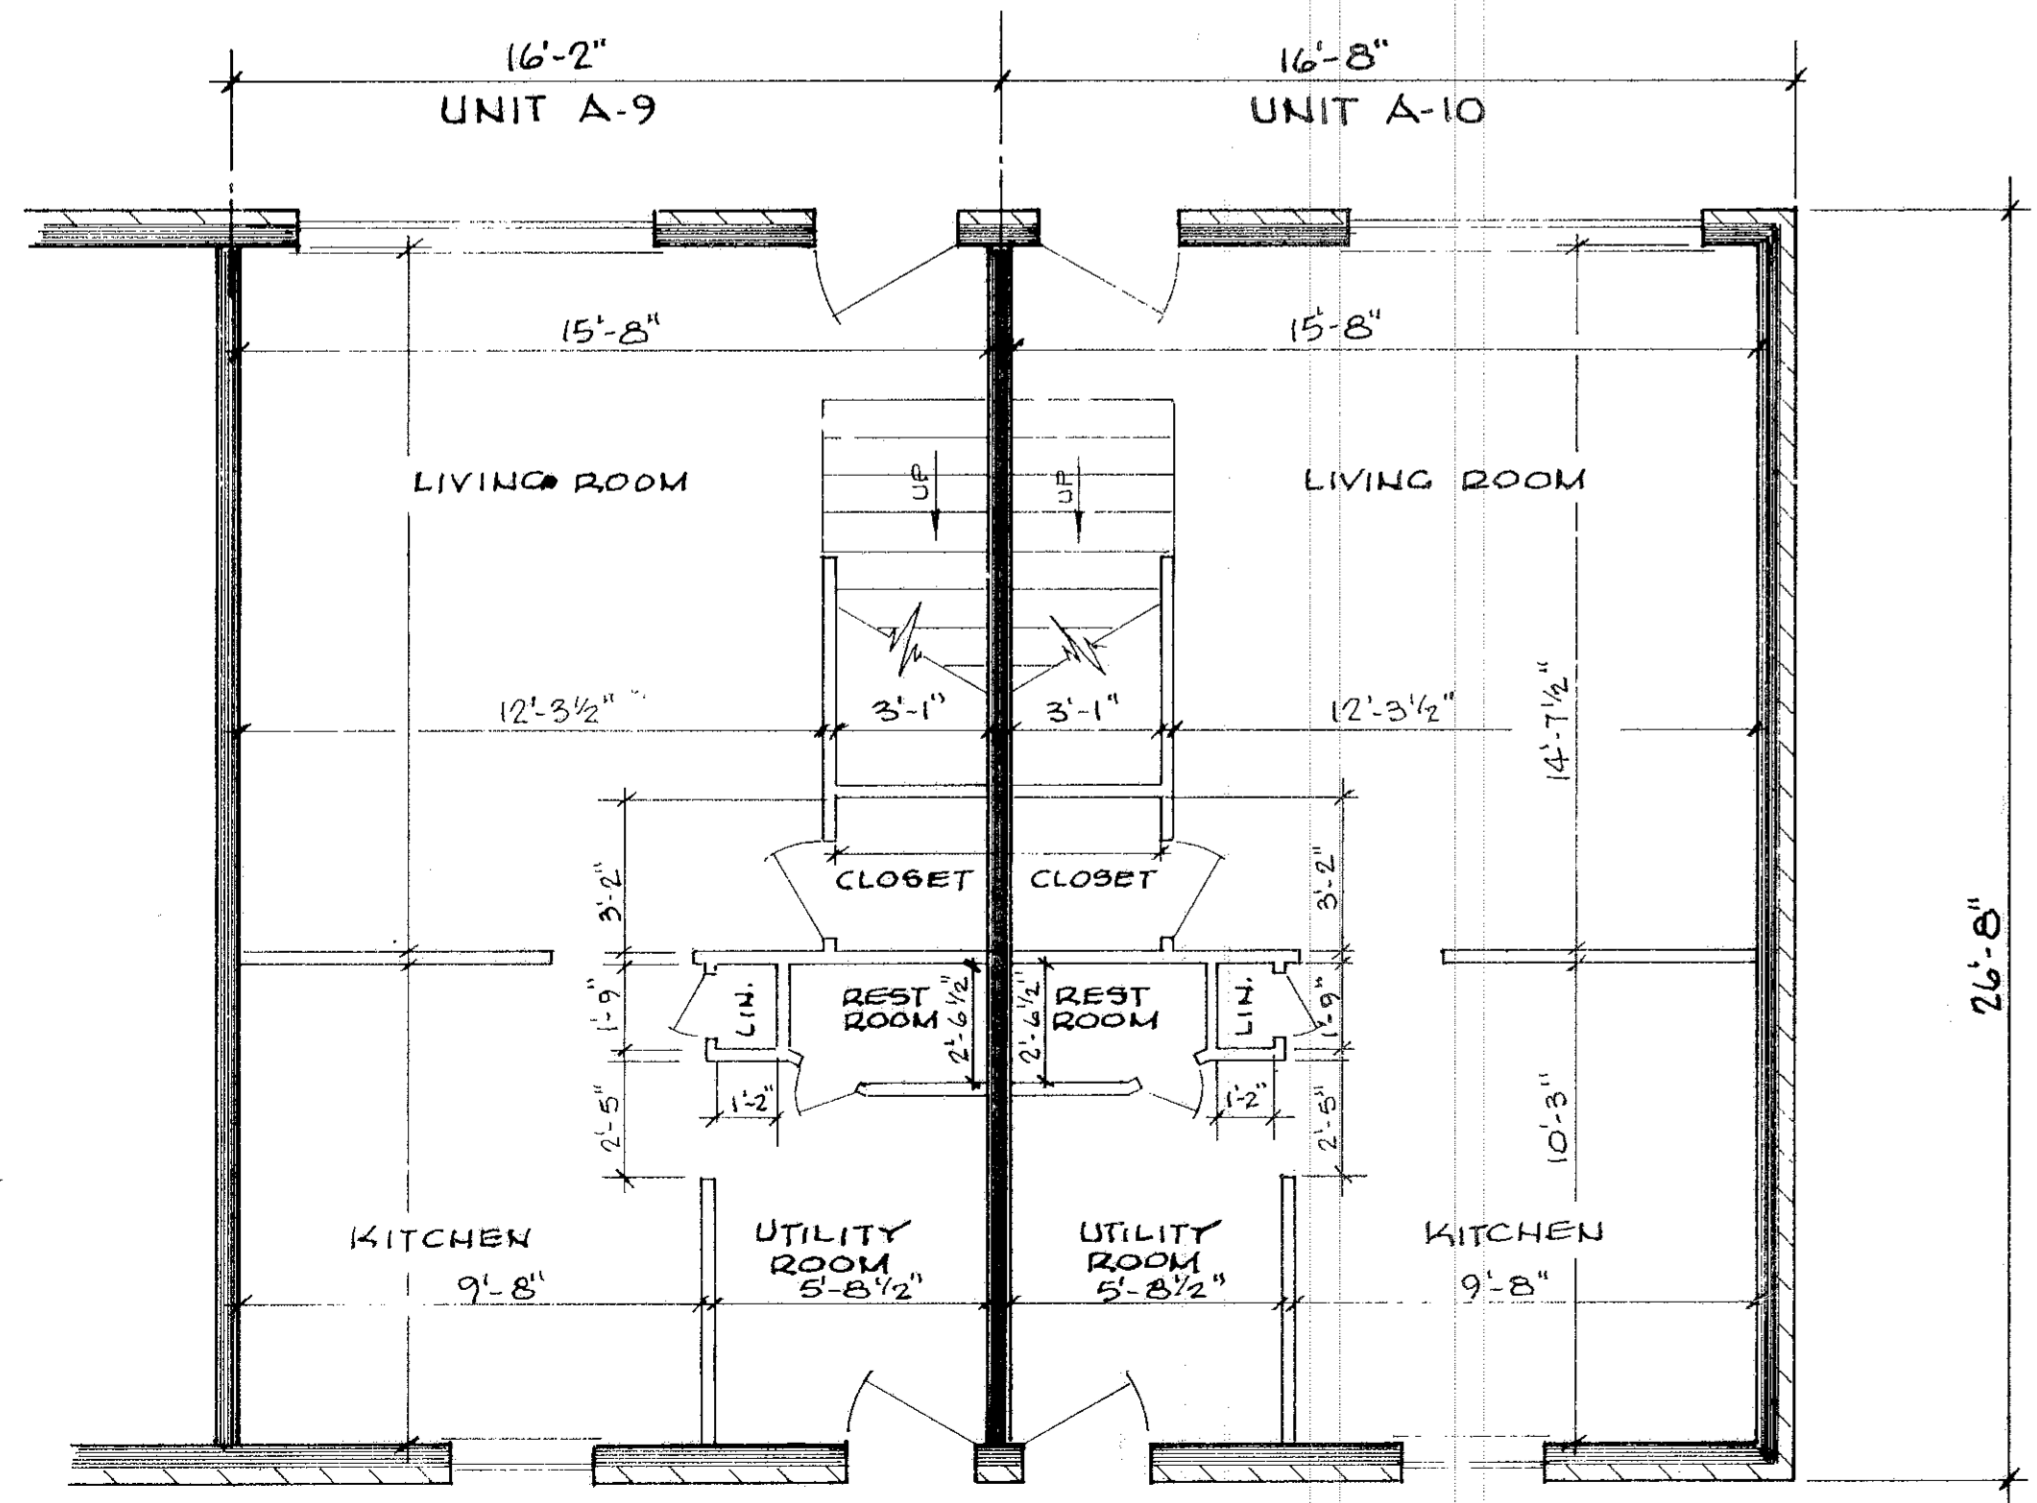 16'-2" 16'-8"
UNIT A-9 UNIT A-10
15'-8" 15'-8"
LIVING ROOM LIVING ROOM
UP UP
12'-3½" 3'-1" 3'-1" 12'-3½"
14'-7½"
3'-2" CLOSET CLOSET 3'-2"
26'-8"
1'-9" LIN. REST ROOM 2'-6½" 2'-6½" REST ROOM LIN. 1'-9"
2'-5" 1'-2" 1'-2" 2'-5" 10'-3"
KITCHEN UTILITY UTILITY KITCHEN
ROOM ROOM
9'-8" 5'-8½" 5'-8½" 9'-8"